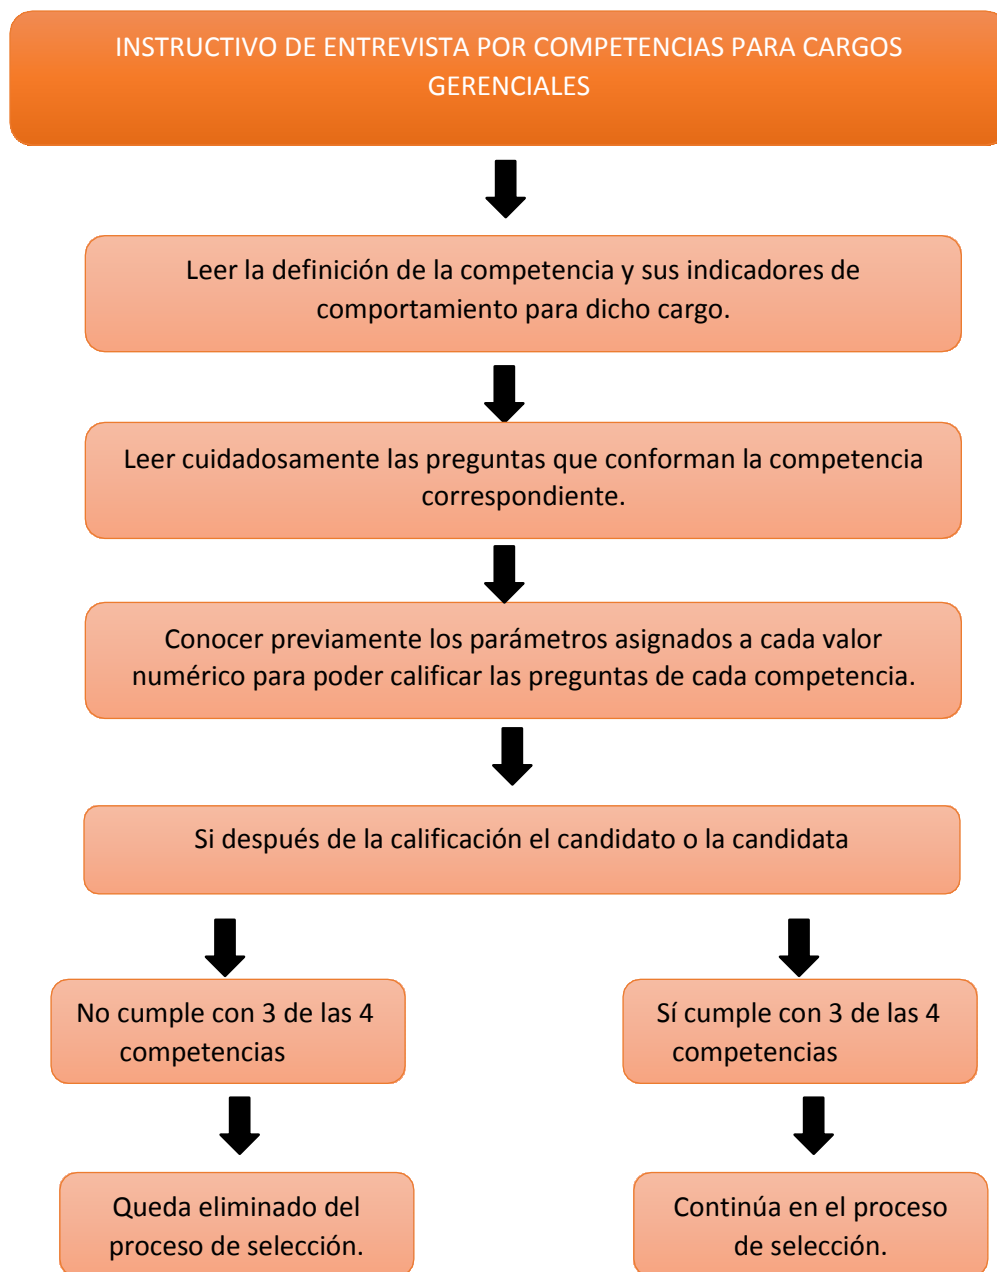 INSTRUCTIVO DE ENTREVISTA POR COMPETENCIAS PARA CARGOS
GERENCIALES
Leer la definición de la competencia y sus indicadores de
comportamiento para dicho cargo.
Leer cuidadosamente las preguntas que conforman la competencia
correspondiente.
Conocer previamente los parámetros asignados a cada valor
numérico para poder calificar las preguntas de cada competencia.
Si después de la calificación el candidato o la candidata
No cumple con 3 de las 4
competencias
Sí cumple con 3 de las 4
competencias
Queda eliminado del
proceso de selección.
Continúa en el proceso
de selección.